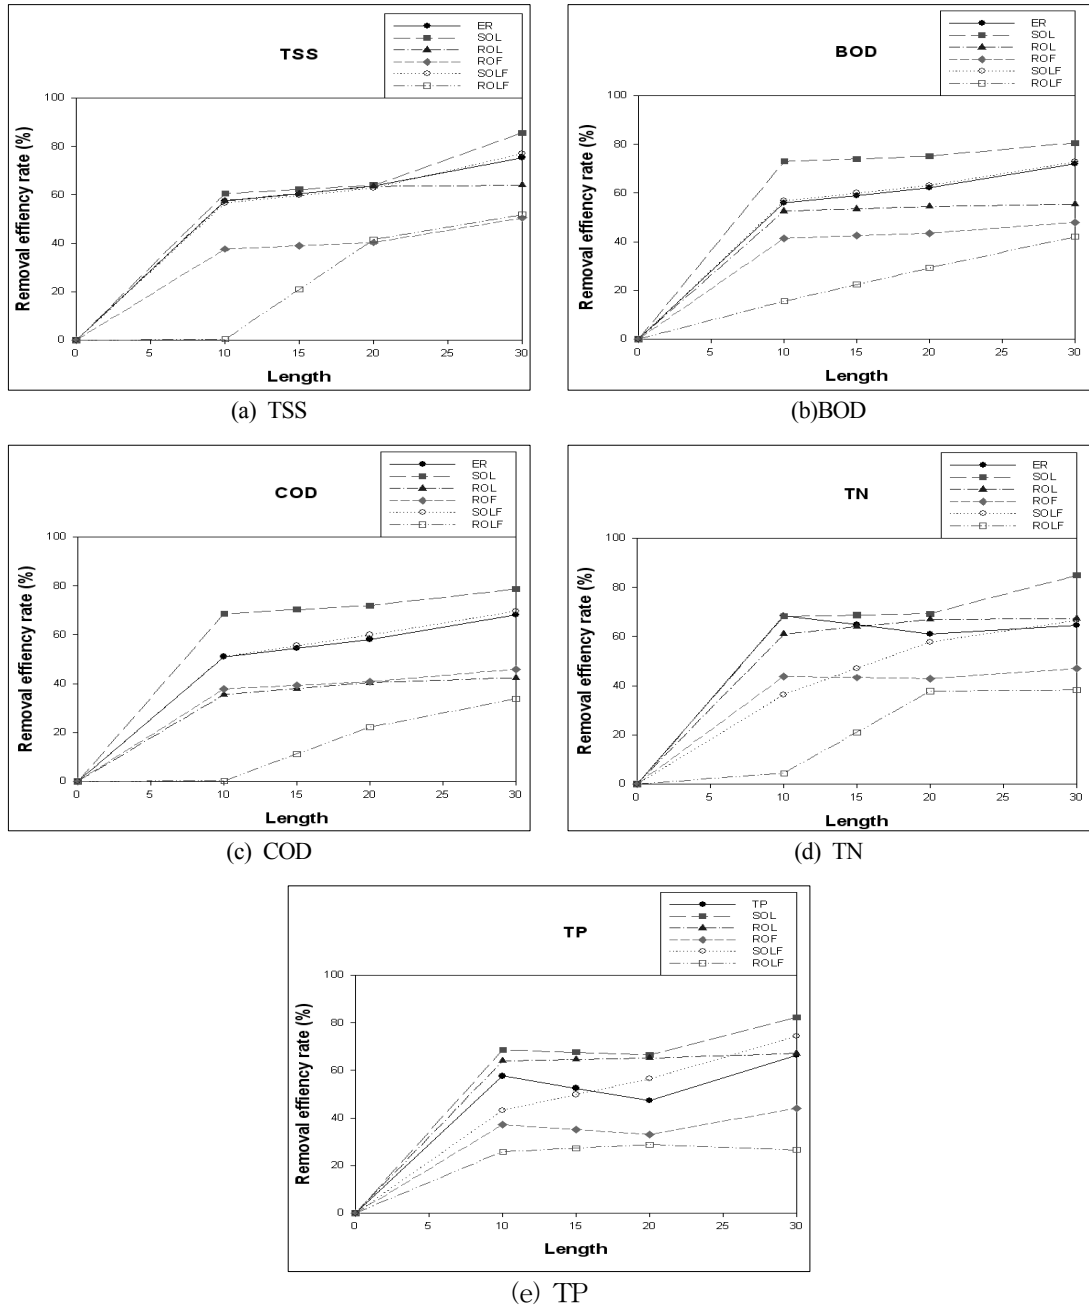 ER
SOL
TSS
ROL
ROF
SOLF
ROLF
Removal effiency rate (%)
100
80
60
40
20
0
0 5 10 15 20 25 30
Length
(a) TSS
ER
SOL
BOD
ROL
ROF
SOLF
ROLF
Removal effiency rate (%)
100
80
60
40
20
0
0 5 10 15 20 25 30
Length
(b)BOD
ER
SOL
COD
ROL
ROF
SOLF
ROLF
Removal effiency rate (%)
100
80
60
40
20
0
0 5 10 15 20 25 30
Length
(c) COD
ER
SOL
TN
ROL
ROF
SOLF
ROLF
Removal effiency rate (%)
100
80
60
40
20
0
0 5 10 15 20 25 30
Length
(d) TN
TP
SOL
TP
ROL
ROF
SOLF
ROLF
Removal effiency rate (%)
100
80
60
40
20
0
0 5 10 15 20 25 30
Length
(e) TP